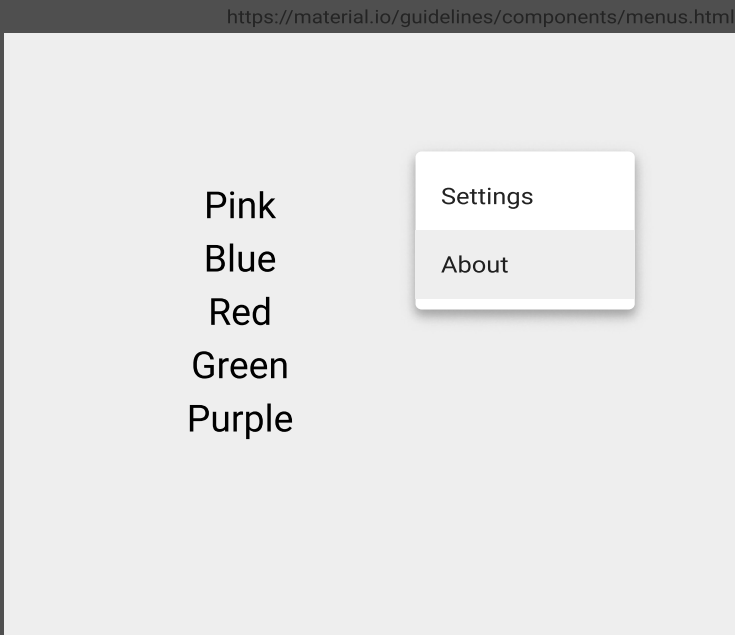 https://material.io/guidelines/components/menus.html
Pink
Blue
Red
Green
Purple
Settings
About